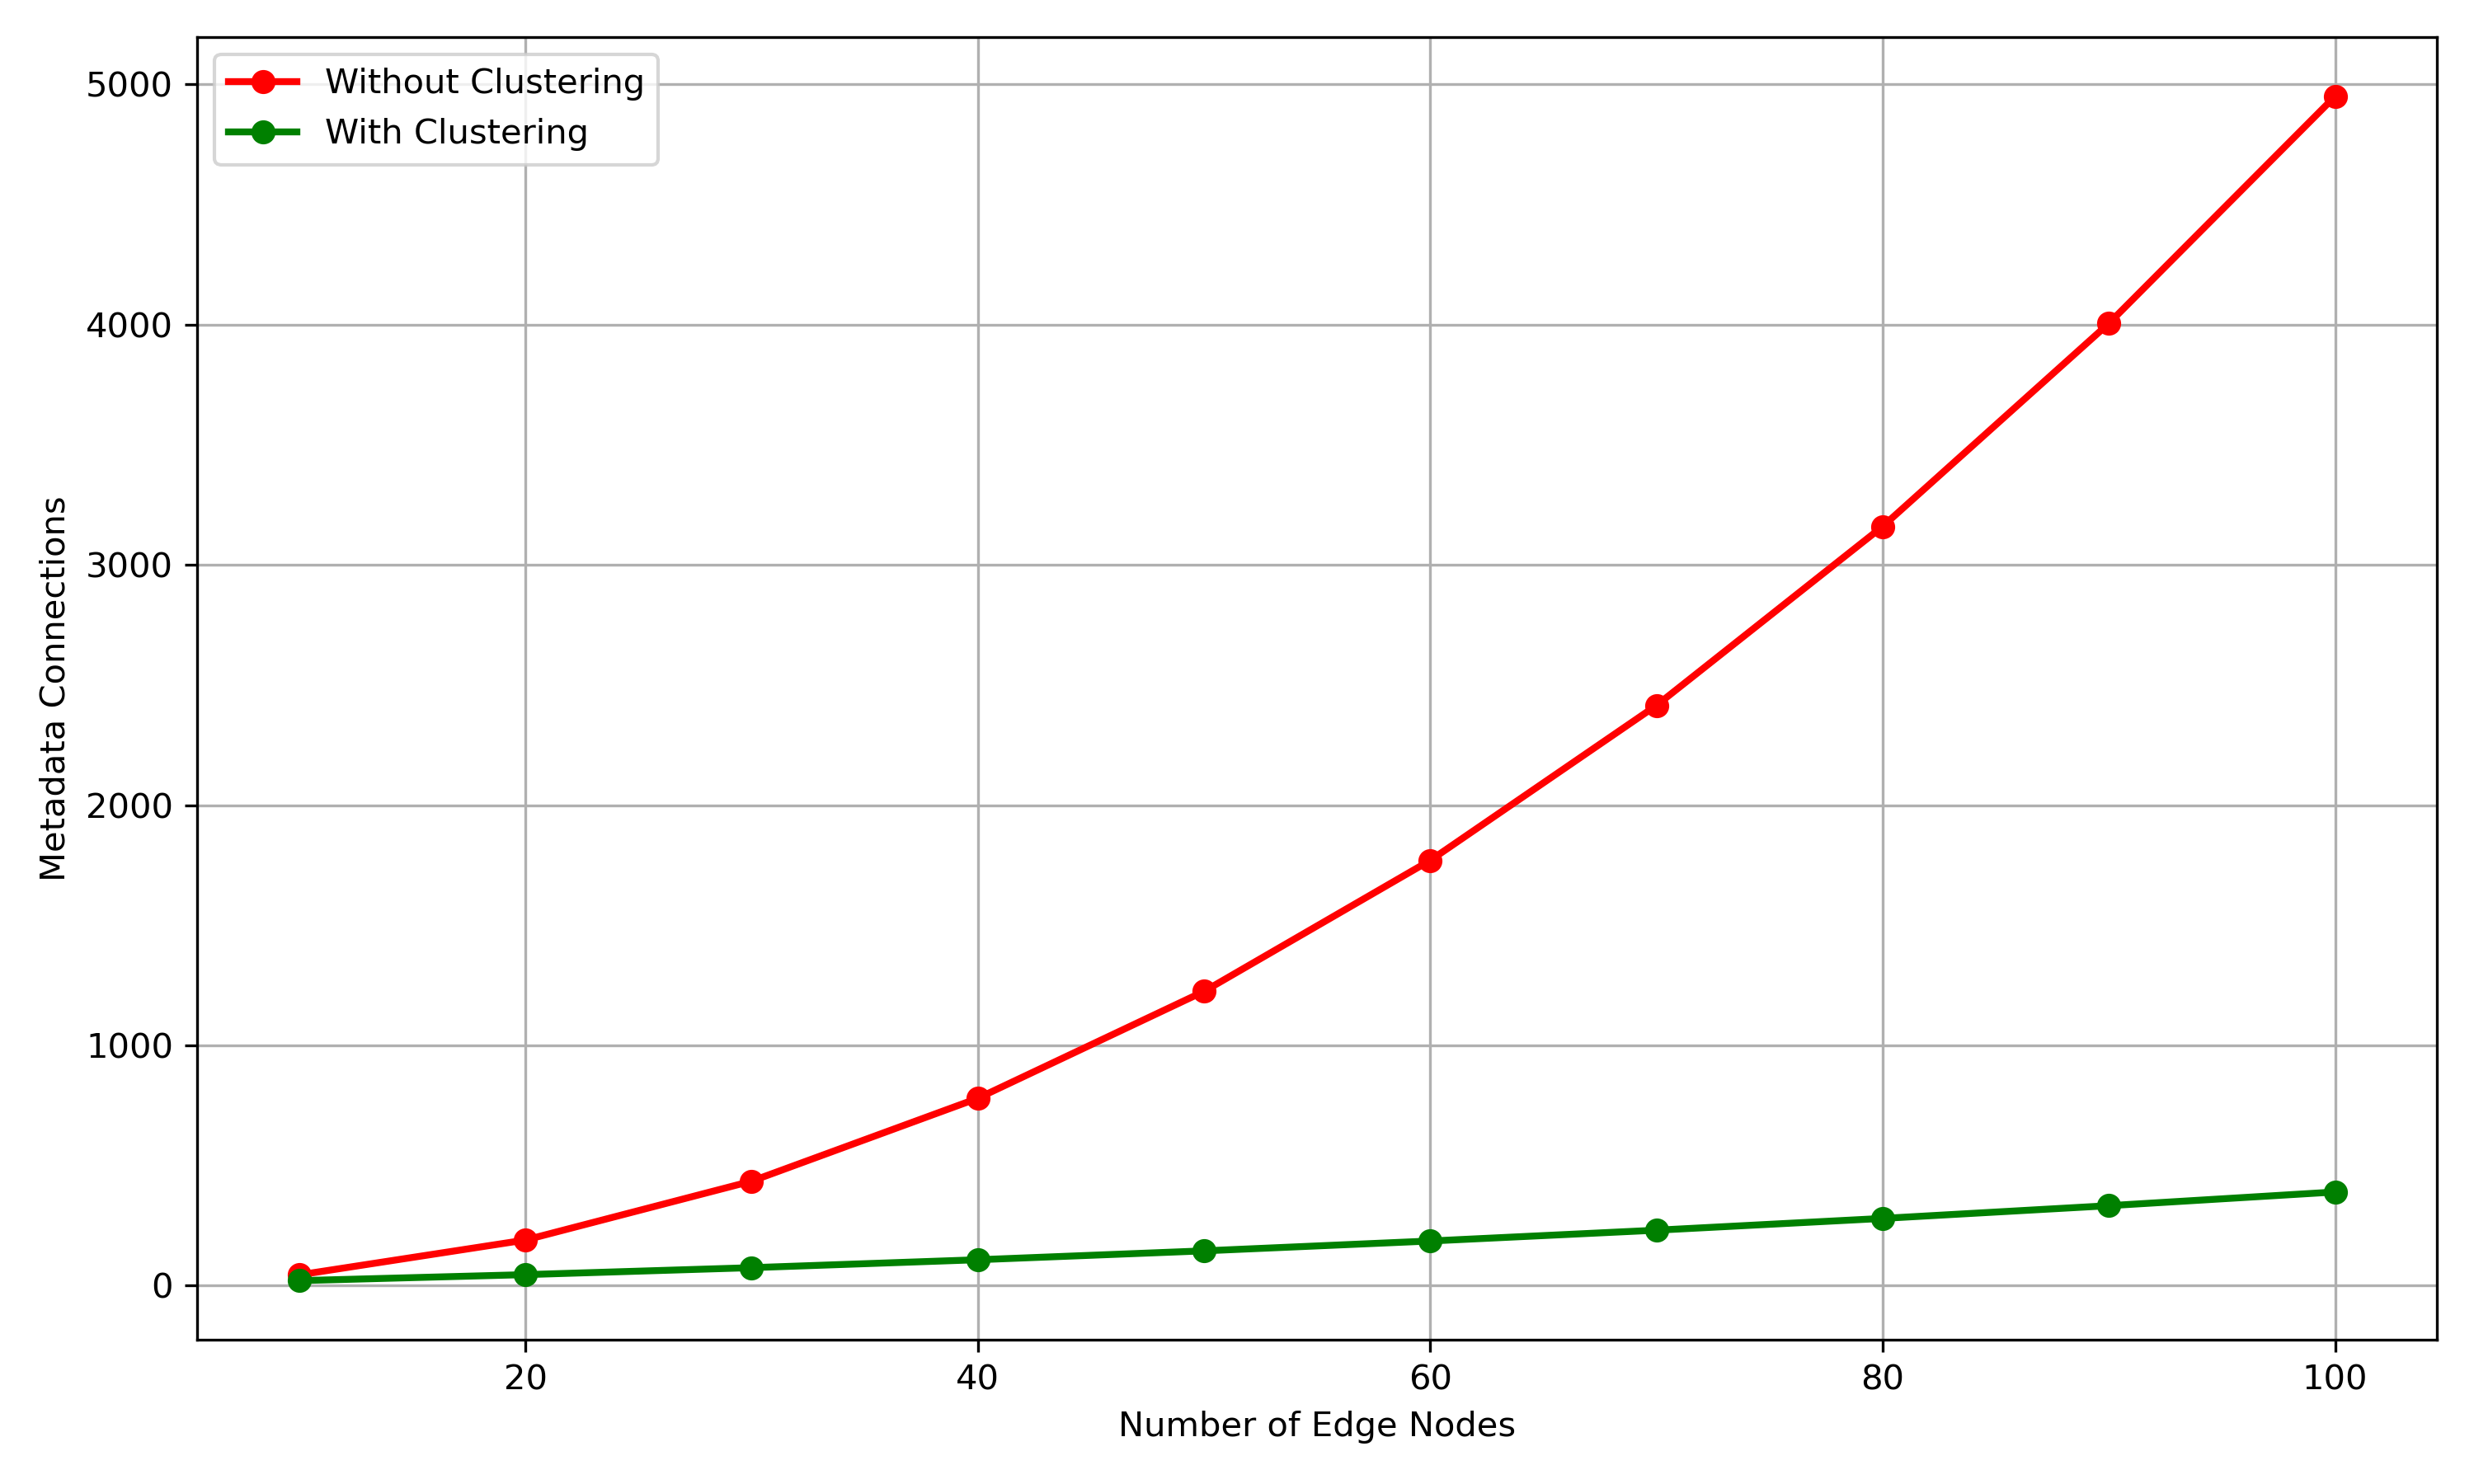 Without Clustering
With Clustering
5000
4000
3000
2000
1000
0
Metadata Connections
20 40 60 80 100
Number of Edge Nodes